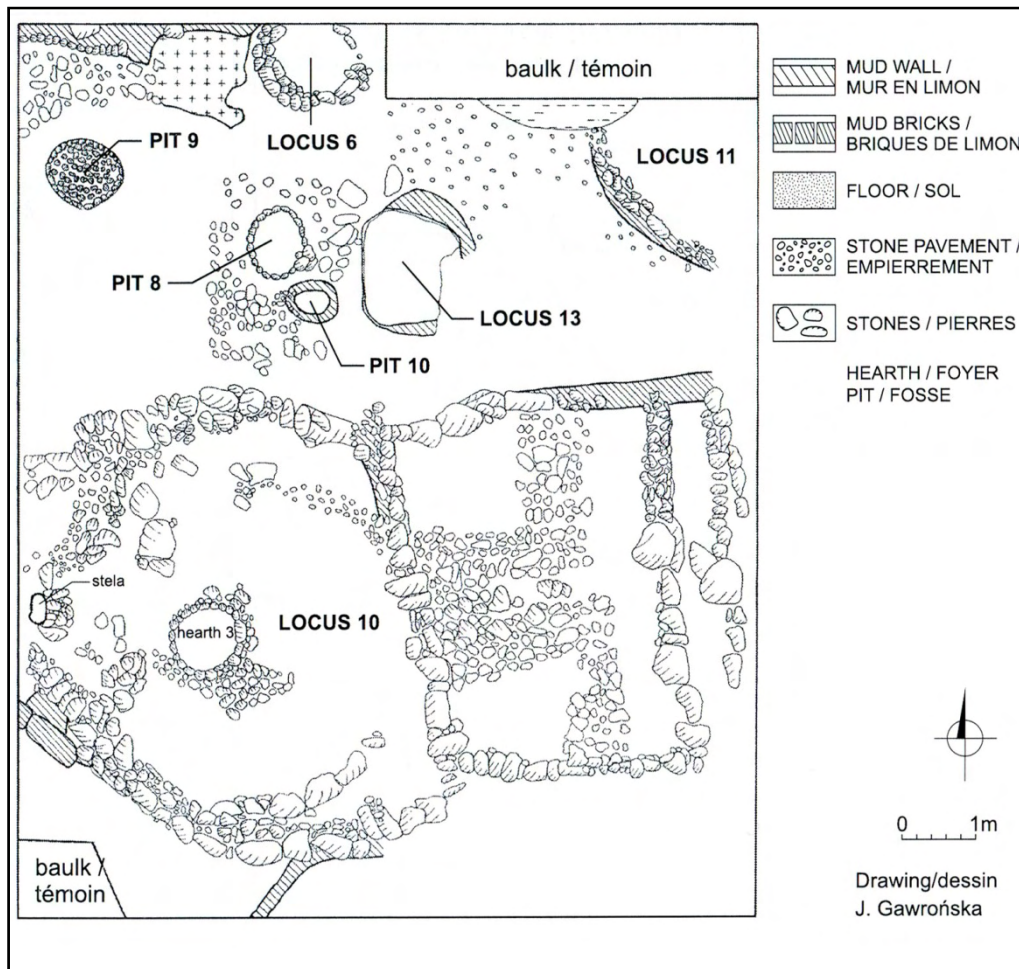 baulk / témoin
PIT 9
LOCUS 6
LOCUS 11
PIT 8
LOCUS 13
PIT 10
stela
hearth 3
LOCUS 10
baulk /
témoin
MUD WALL /
MUR EN LIMON
MUD BRICKS /
BRIQUES DE LIMON
FLOOR / SOL
STONE PAVEMENT /
EMPIERREMENT
STONES / PIERRES
HEARTH / FOYER
PIT / FOSSE
0 1m
Drawing/dessin
J. Gawrońska